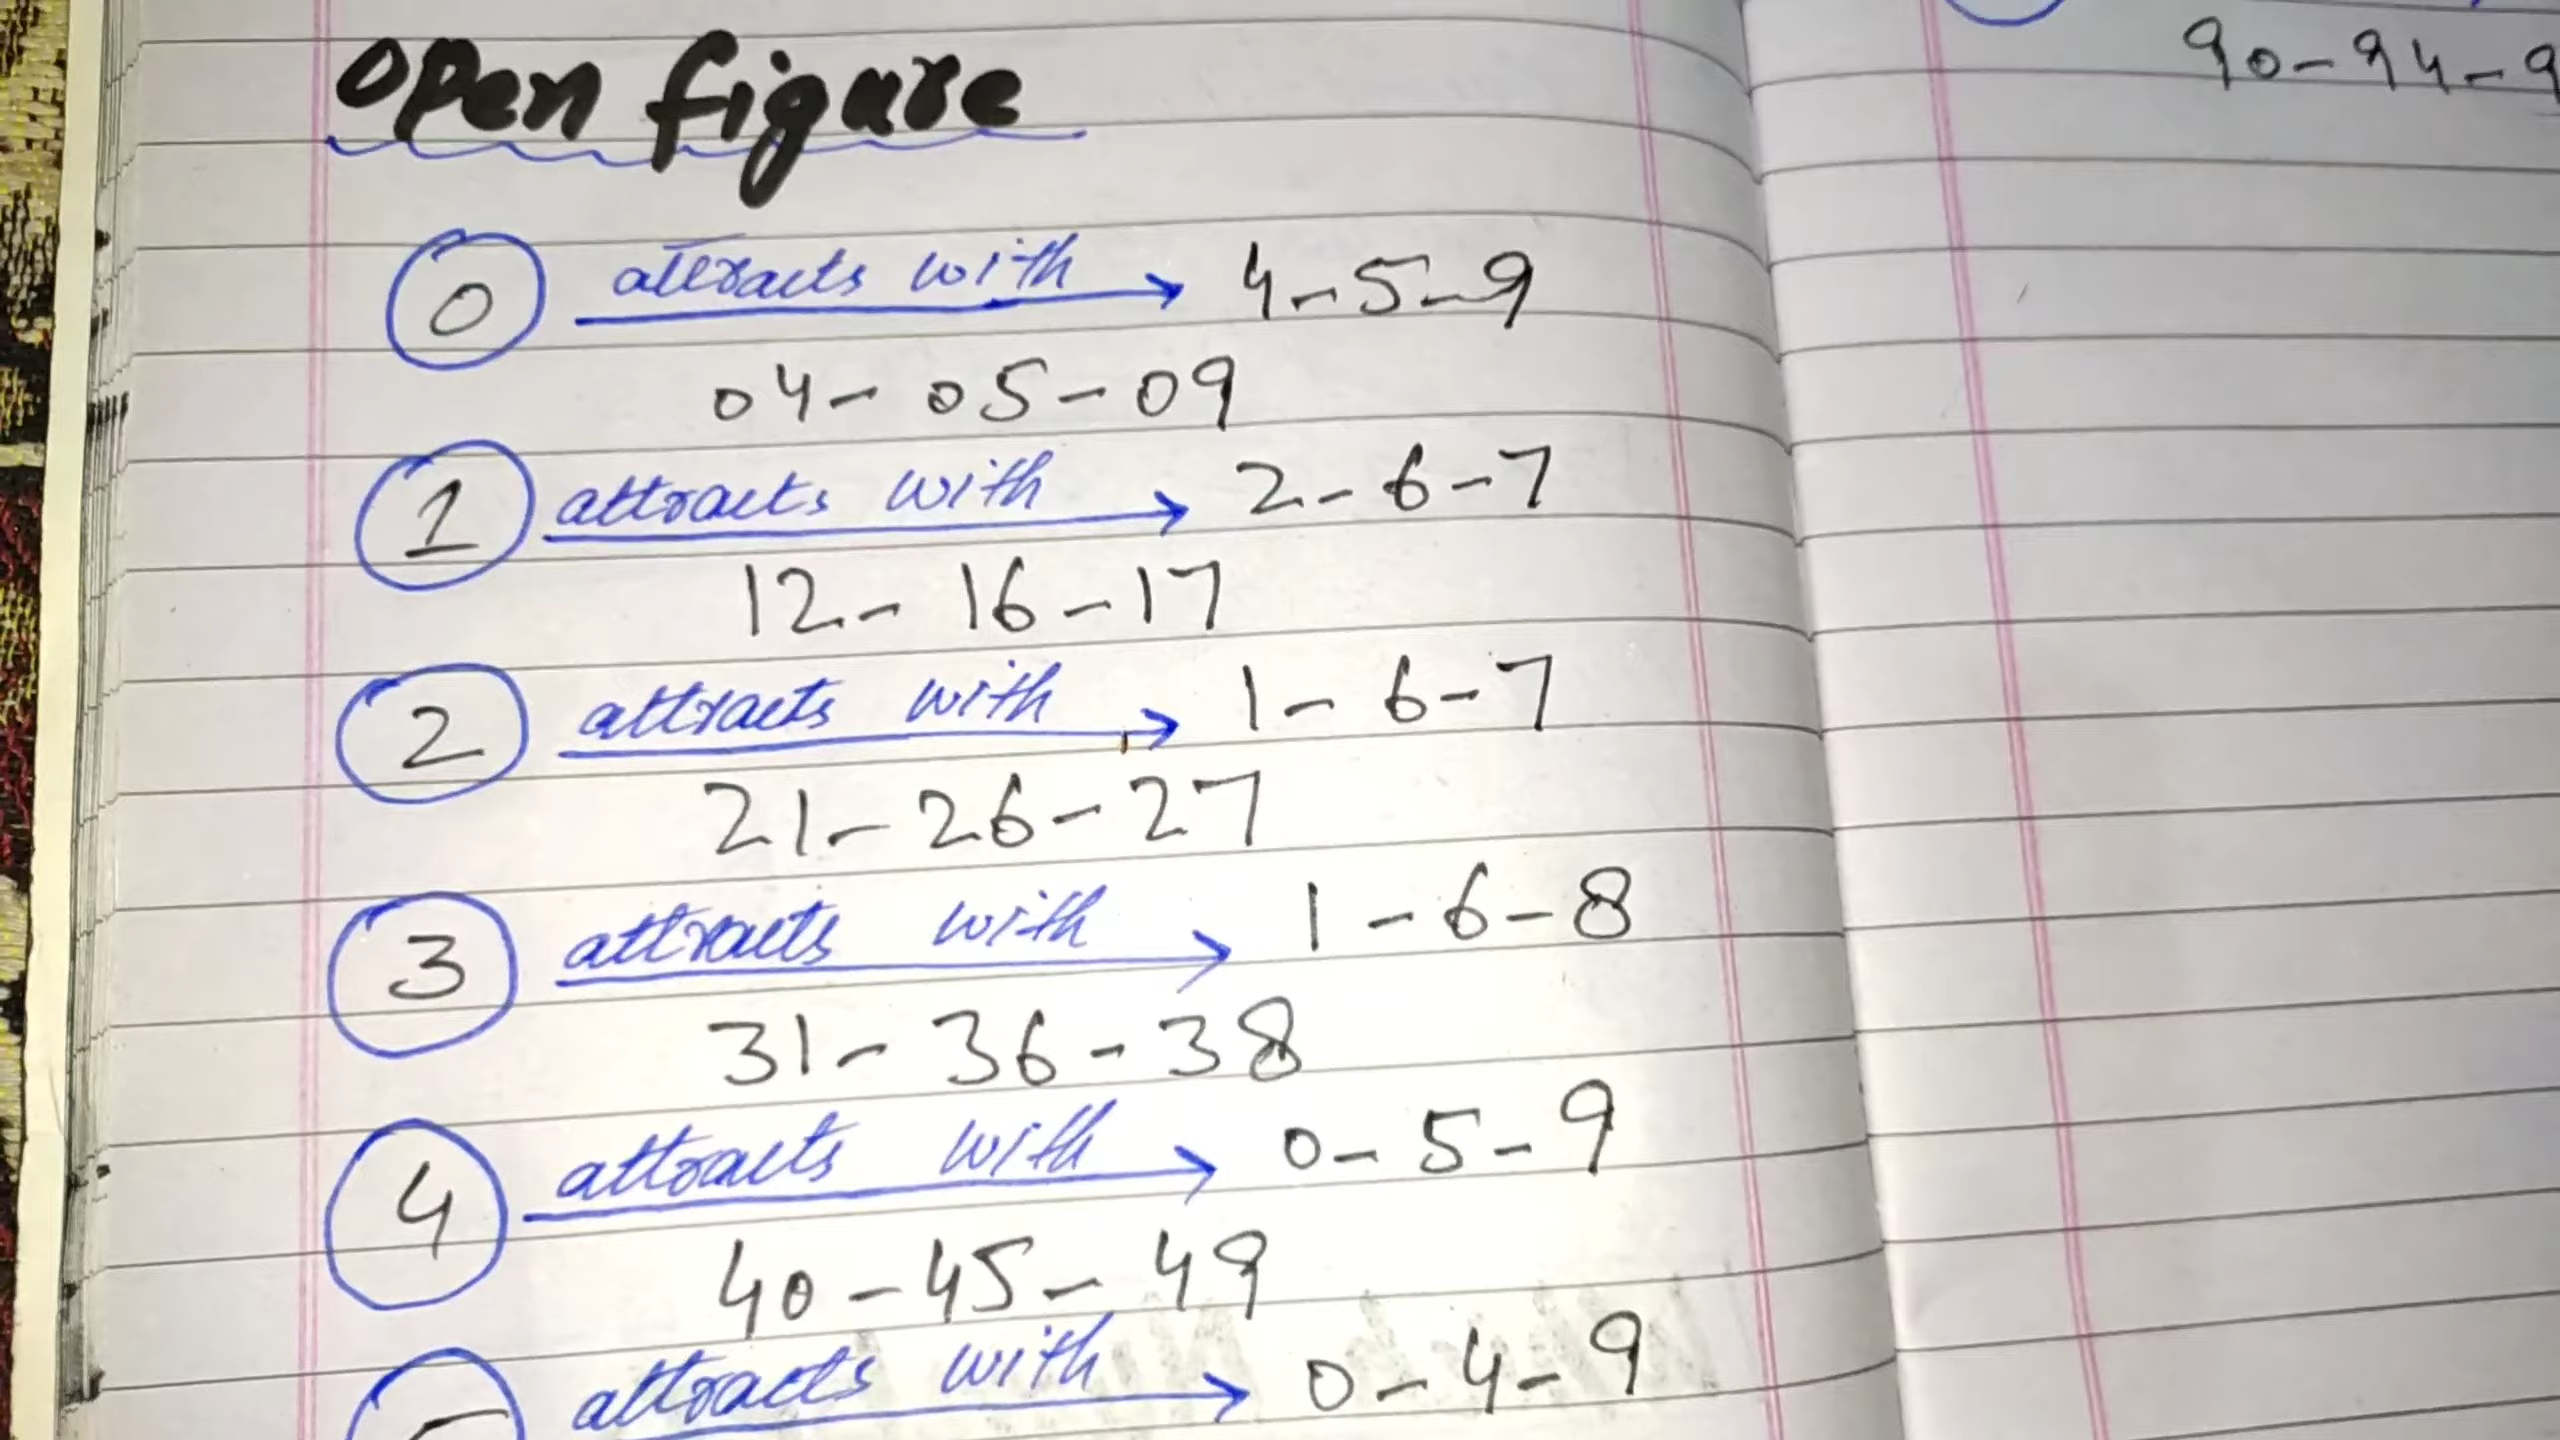 Open figure
0 attracts with → 4-5-9
04-05-09
1 attracts with → 2-6-7
12-16-17
2 attracts with → 1-6-7
21-26-27
3 attracts with → 1-6-8
31-36-38
4 attracts with → 0-5-9
40-45-49
attracts with → 0-4-9
90-94-9